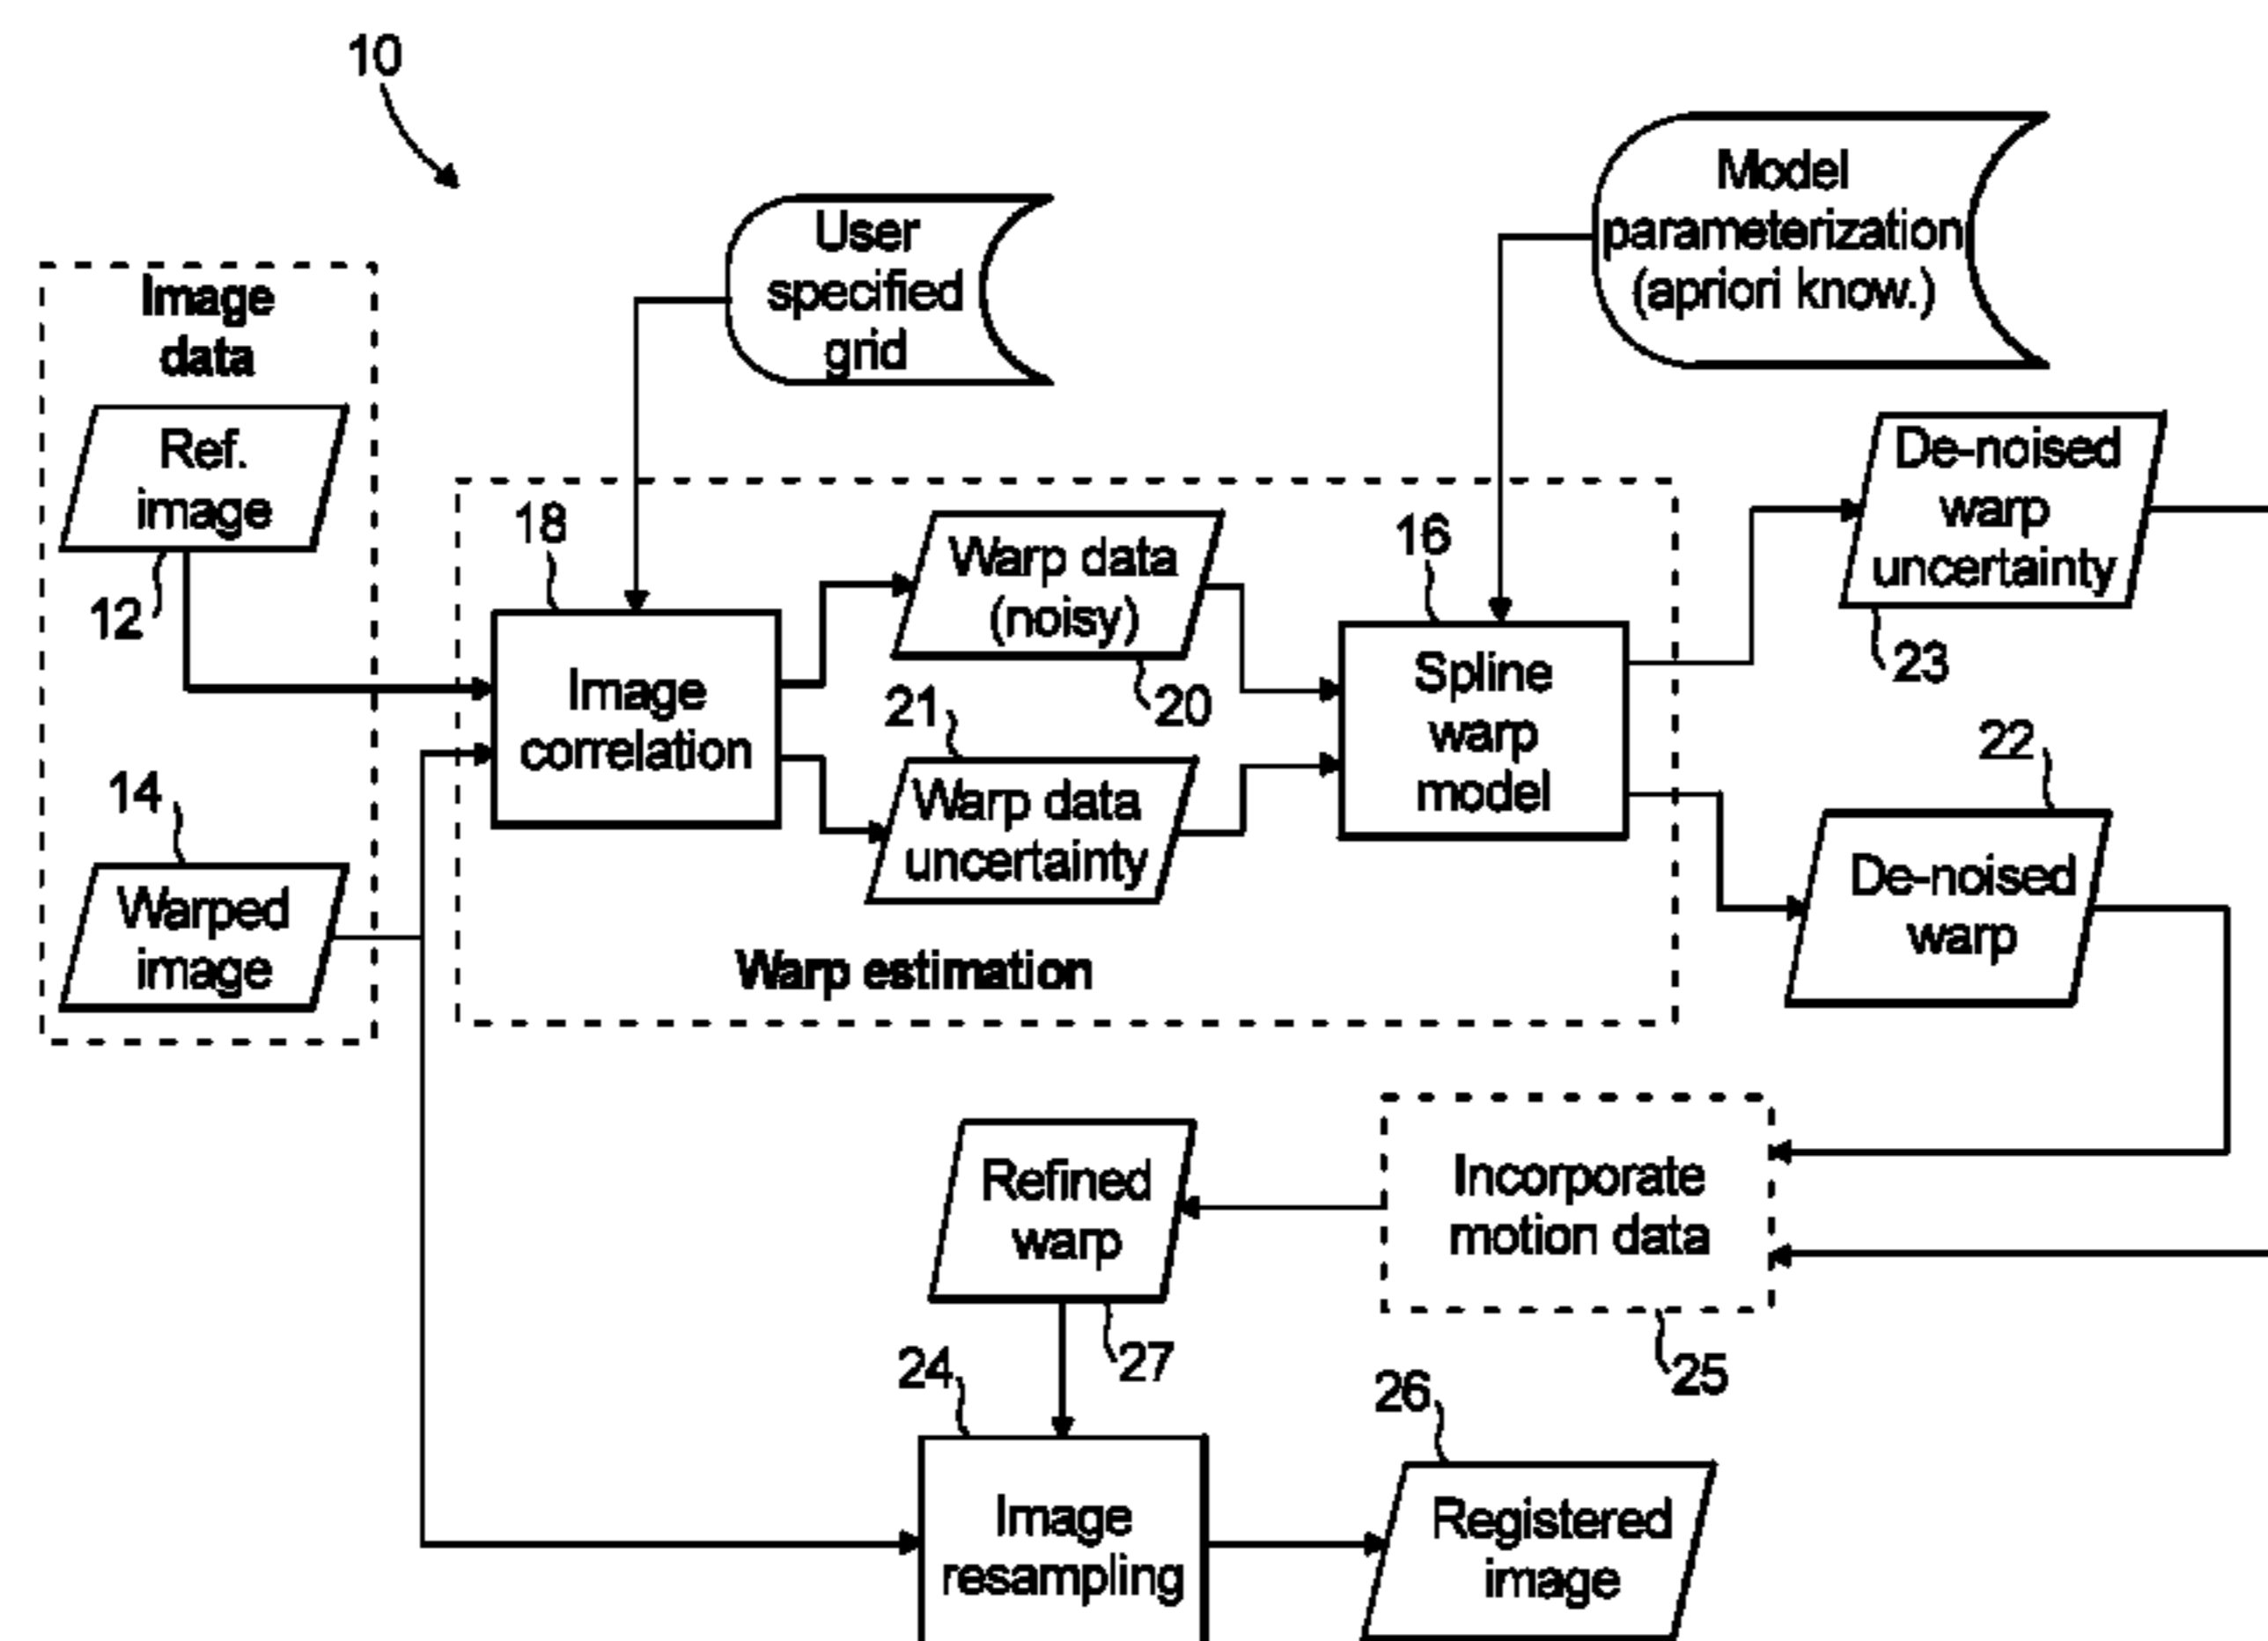 10
User
specified
grid
Model
parameterization
(apriori know.)
Image
data
Ref.
image
12
14
Warped
image
18
Image
correlation
Warp data
(noisy)
20
21
Warp data
uncertainty
Warp estimation
16
Spline
warp
model
De-noised
warp
uncertainty
23
22
De-noised
warp
Incorporate
motion data
25
Refined
warp
27
24
Image
resampling
26
Registered
image